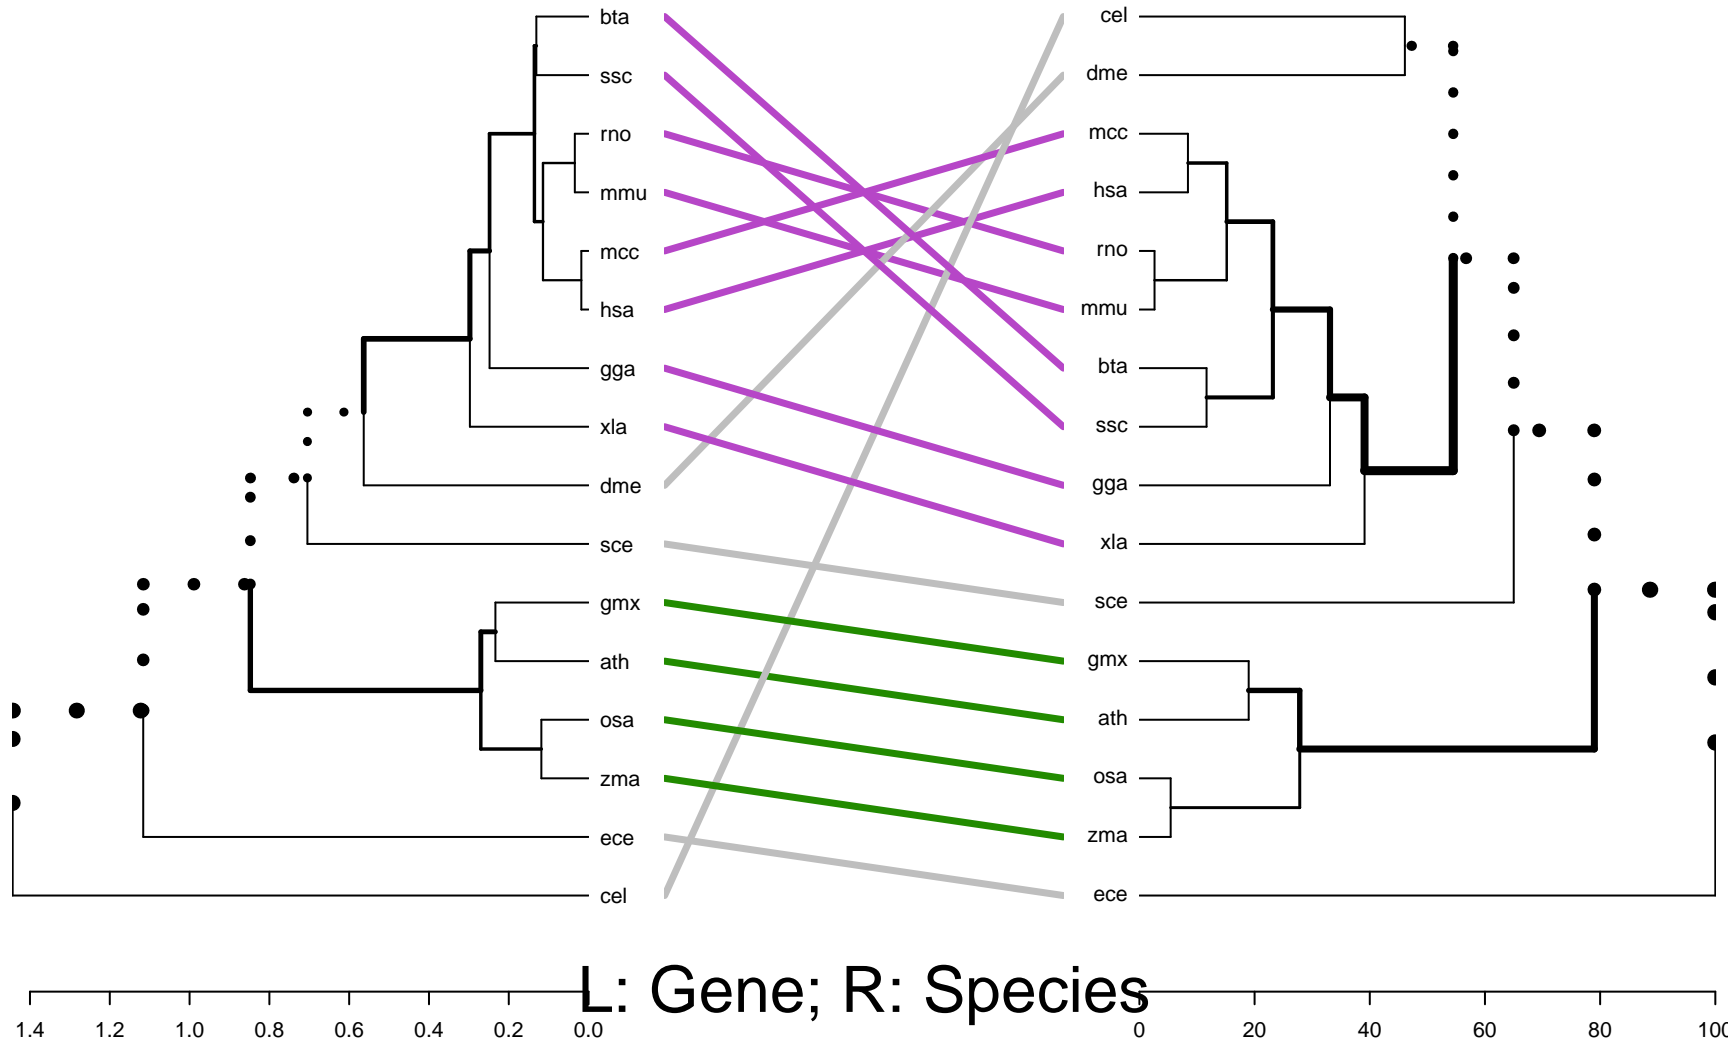 bta cel
ssc dme
rno mcc
mmu hsa
mcc rno
hsa mmu
gga bta
xla ssc
dme gga
sce xla
gmx sce
ath gmx
osa ath
zma osa
ece zma
cel ece
L: Gene; R: Species
1.4 1.2 1.0 0.8 0.6 0.4 0.2 0.0 0 20 40 60 80 100